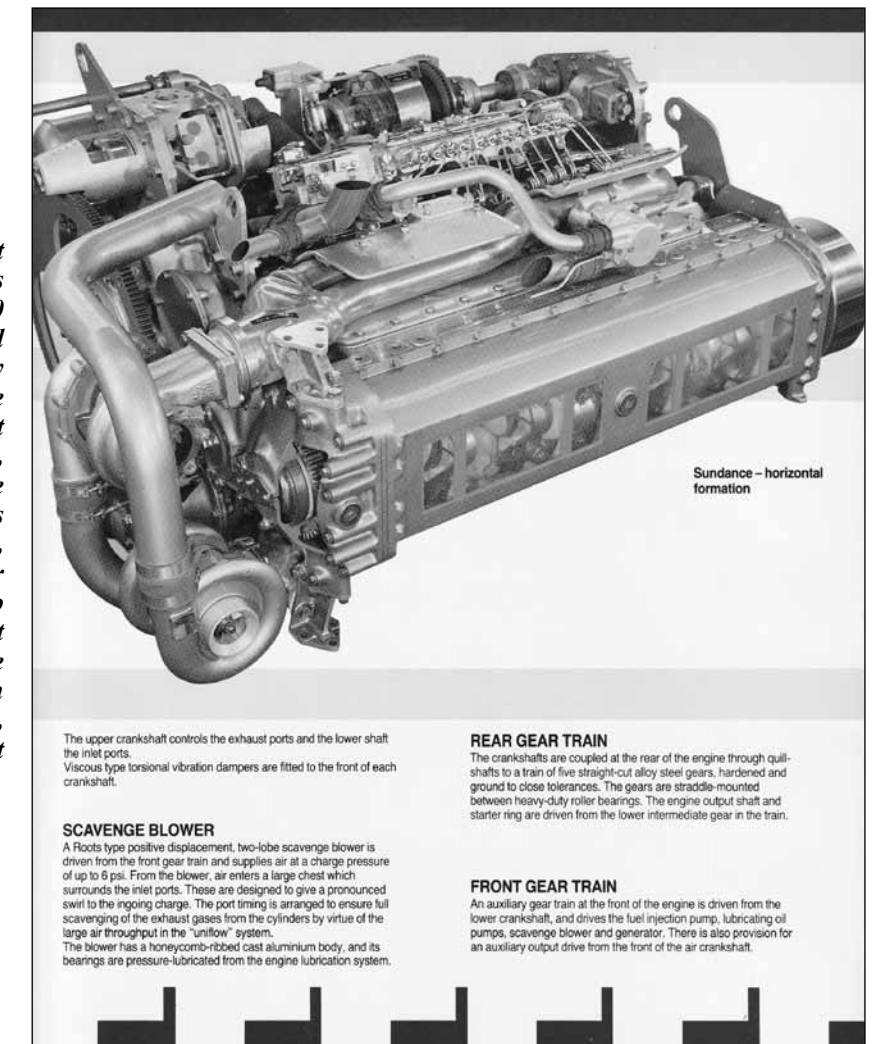 t
s
)
l
v
e
t
,
e
s
,
r
o
t
e
n
,
t
Sundance – horizontal
formation
The upper crankshaft controls the exhaust ports and the lower shaft
the inlet ports.
Viscous type torsional vibration dampers are fitted to the front of each
crankshaft.
SCAVENGE BLOWER
A Roots type positive displacement, two-lobe scavenge blower is
driven from the front gear train and supplies air at a charge pressure
of up to 6 psi. From the blower, air enters a large chest which
surrounds the inlet ports. These are designed to give a pronounced
swirl to the ingoing charge. The port timing is arranged to ensure full
scavenging of the exhaust gases from the cylinders by virtue of the
large air throughput in the "uniflow" system.
The blower has a honeycomb-ribbed cast aluminium body, and its
bearings are pressure-lubricated from the engine lubrication system.
REAR GEAR TRAIN
The crankshafts are coupled at the rear of the engine through quill-
shafts to a train of five straight-cut alloy steel gears, hardened and
ground to close tolerances. The gears are straddle-mounted
between heavy-duty roller bearings. The engine output shaft and
starter ring are driven from the lower intermediate gear in the train.
FRONT GEAR TRAIN
An auxiliary gear train at the front of the engine is driven from the
lower crankshaft, and drives the fuel injection pump, lubricating oil
pumps, scavenge blower and generator. There is also provision for
an auxiliary output drive from the front of the air crankshaft.